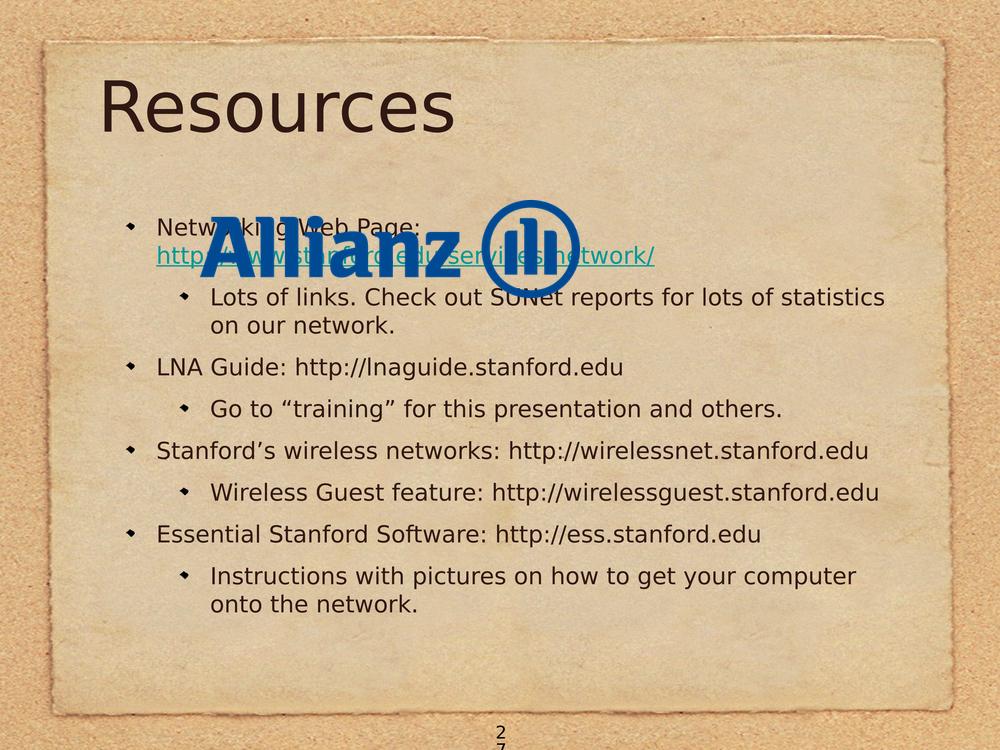 Resources
Networking Web Page:
Allianz
http://www.stanford.edu/services/network/
Lots of links. Check out SUNet reports for lots of statistics
on our network.
LNA Guide: http://lnaguide.stanford.edu
Go to “training” for this presentation and others.
Stanford’s wireless networks: http://wirelessnet.stanford.edu
Wireless Guest feature: http://wirelessguest.stanford.edu
Essential Stanford Software: http://ess.stanford.edu
Instructions with pictures on how to get your computer
onto the network.
2
7